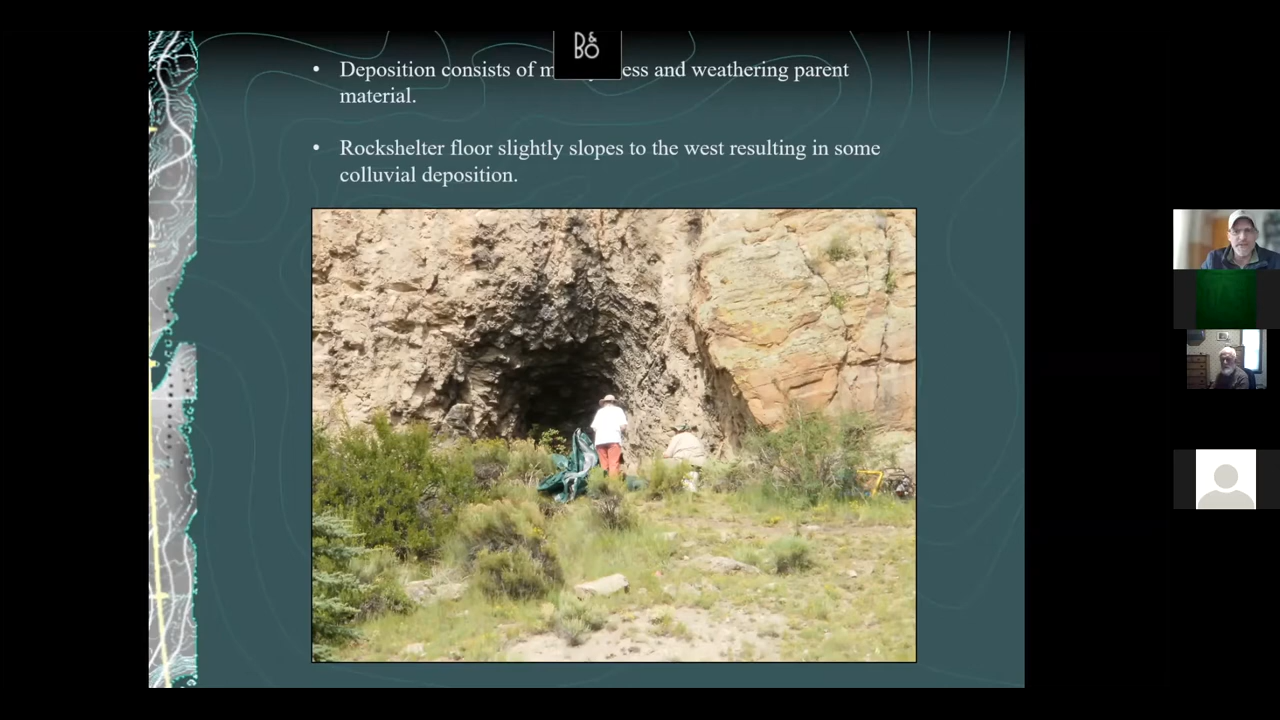 B&O
• Deposition consists of m ess and weathering parent
material.
• Rockshelter floor slightly slopes to the west resulting in some
colluvial deposition.